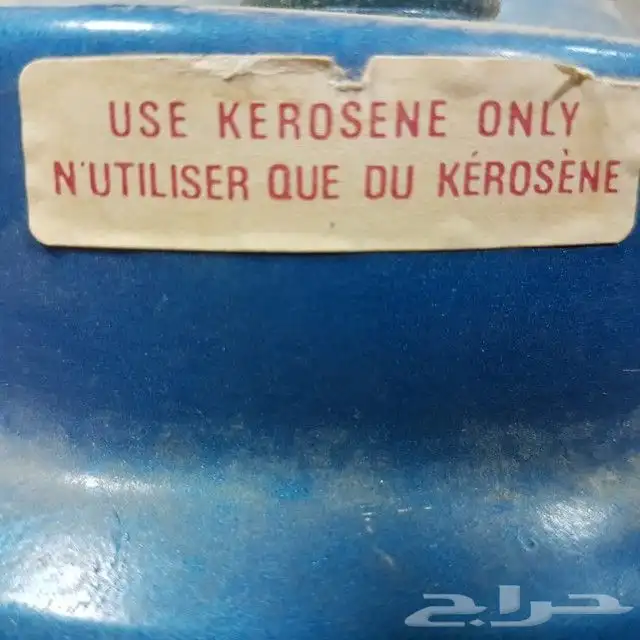 USE KEROSENE ONLY
N'UTILISER QUE DU KÉROSÈNE
حراج